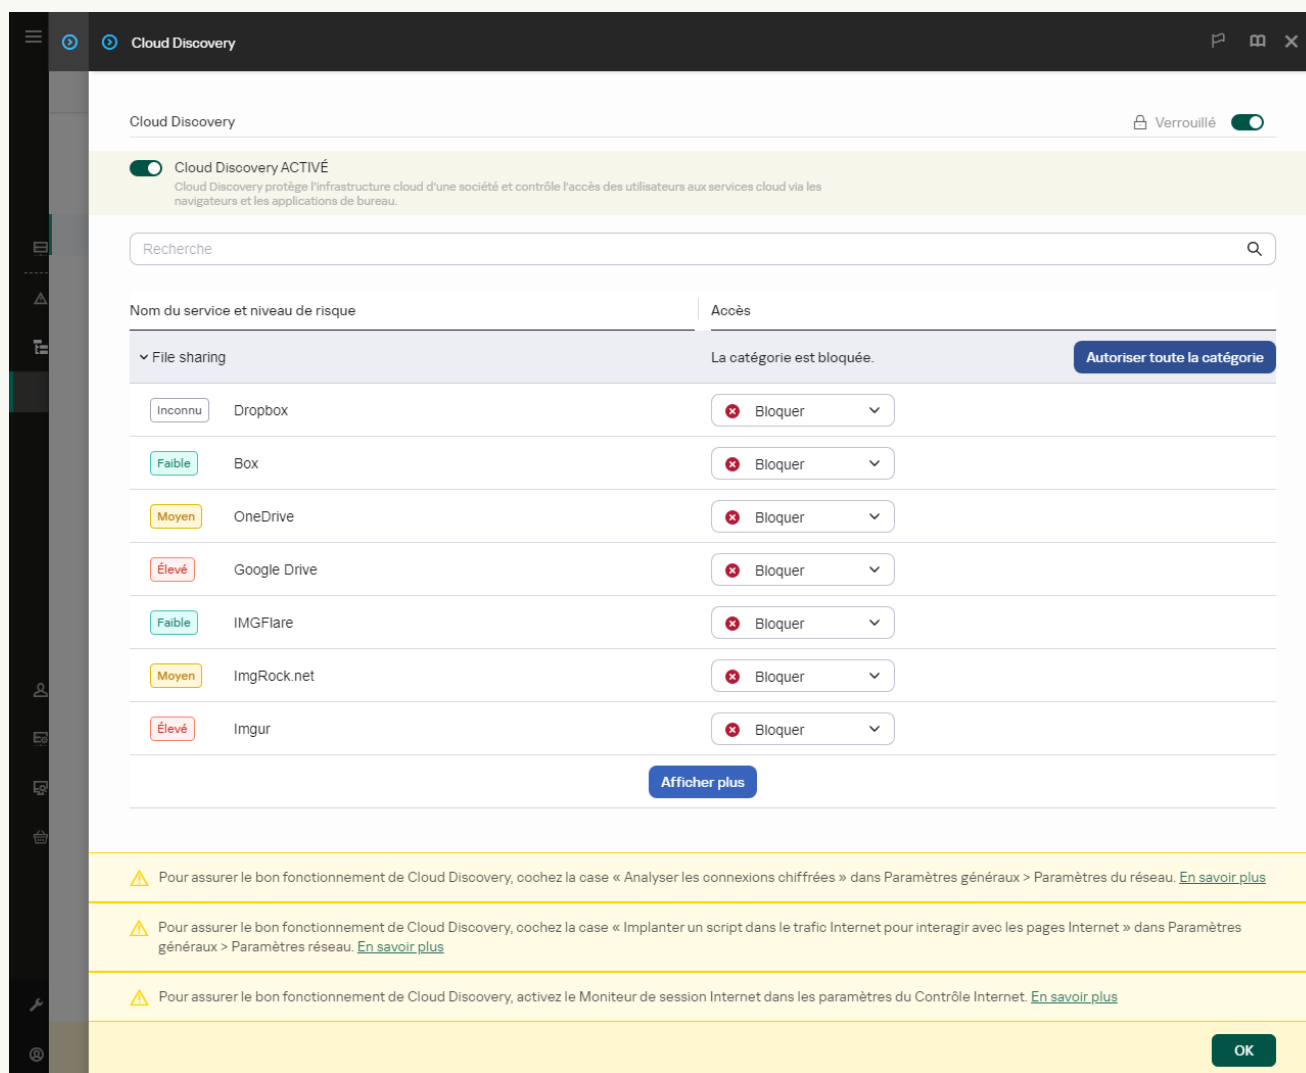 Cloud Discovery
Cloud Discovery
Verrouillé
Cloud Discovery ACTIVÉ
Cloud Discovery protège l'infrastructure cloud d'une société et contrôle l'accès des utilisateurs aux services cloud via les
navigateurs et les applications de bureau.
Recherche
Nom du service et niveau de risque
Accès
File sharing
La catégorie est bloquée.
Autoriser toute la catégorie
Inconnu Dropbox Bloquer
Faible Box Bloquer
Moyen OneDrive Bloquer
Élevé Google Drive Bloquer
Faible IMGFlare Bloquer
Moyen ImgRock.net Bloquer
Élevé Imgur Bloquer
Afficher plus
Pour assurer le bon fonctionnement de Cloud Discovery, cochez la case « Analyser les connexions chiffrées » dans Paramètres généraux > Paramètres du réseau. En savoir plus
Pour assurer le bon fonctionnement de Cloud Discovery, cochez la case « Implanter un script dans le trafic Internet pour interagir avec les pages Internet » dans Paramètres
généraux > Paramètres réseau. En savoir plus
Pour assurer le bon fonctionnement de Cloud Discovery, activez le Moniteur de session Internet dans les paramètres du Contrôle Internet. En savoir plus
OK